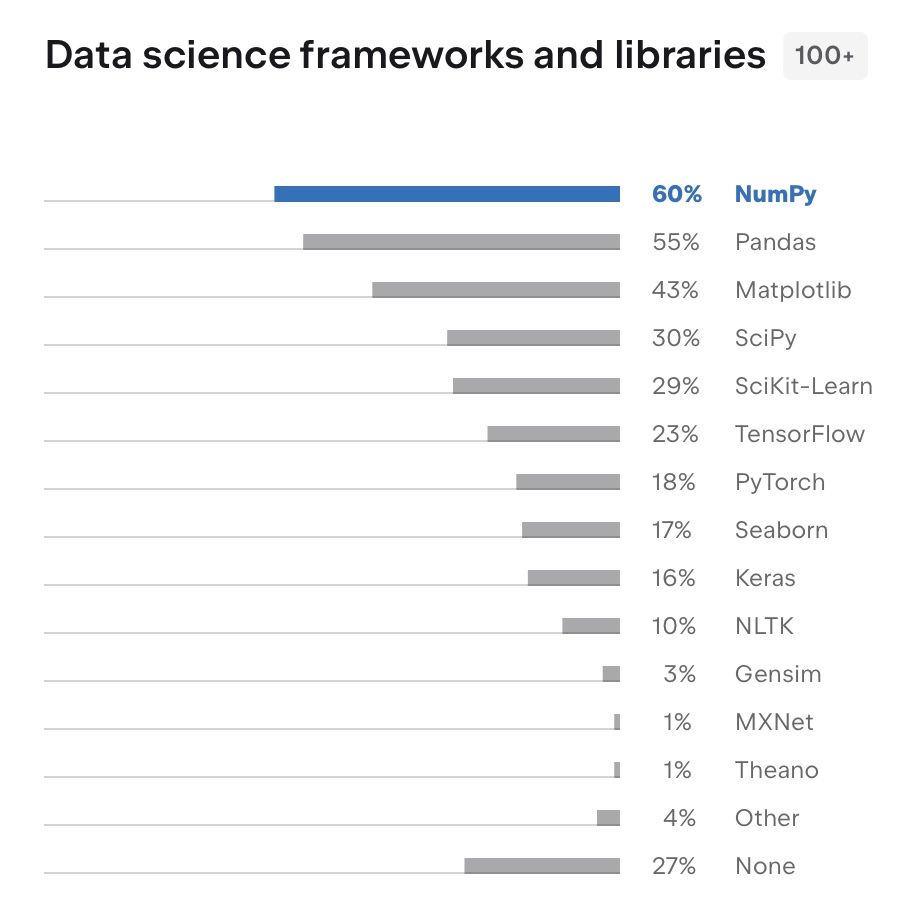 Data science frameworks and libraries 100+
60% NumPy
55% Pandas
43% Matplotlib
30% SciPy
29% SciKit-Learn
23% TensorFlow
18% PyTorch
17% Seaborn
16% Keras
10% NLTK
3% Gensim
1% MXNet
1% Theano
4% Other
27% None